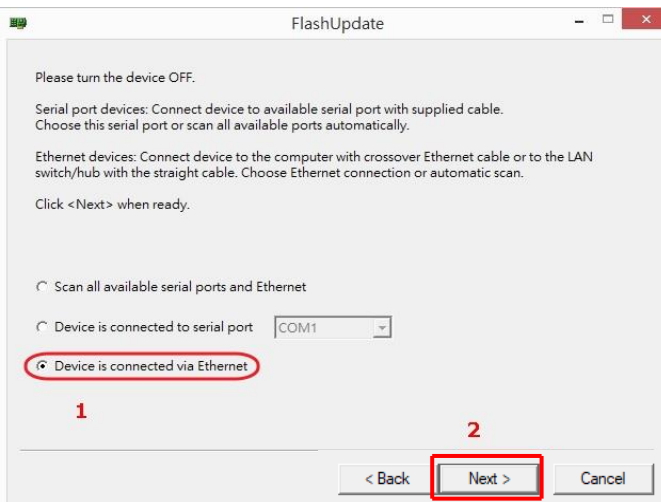 FlashUpdate
Please turn the device OFF.
Serial port devices: Connect device to available serial port with supplied cable.
Choose this serial port or scan all available ports automatically.
Ethernet devices: Connect device to the computer with crossover Ethernet cable or to the LAN
switch/hub with the straight cable. Choose Ethernet connection or automatic scan.
Click <Next> when ready.
Scan all available serial ports and Ethernet
Device is connected to serial port COM1
Device is connected via Ethernet
1
2
< Back Next > Cancel